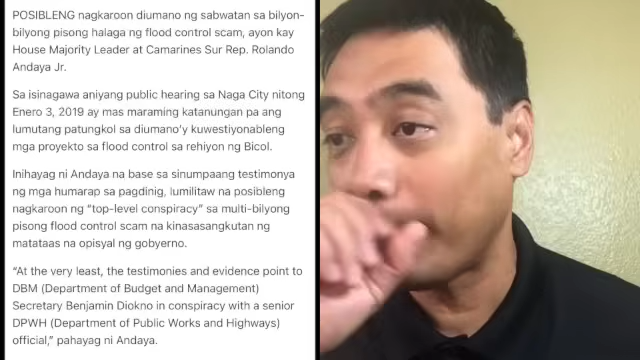 POSIBLENG nagkaroon diumano ng sabwatan sa bilyon-
bilyong pisong halaga ng flood control scam, ayon kay
House Majority Leader at Camarines Sur Rep. Rolando
Andaya Jr.
Sa isinagawa aniyang public hearing sa Naga City nitong
Enero 3, 2019 ay mas maraming katanungan pa ang
lumutang patungkol sa diumano'y kuwestiyonableng
mga proyekto sa flood control sa rehiyon ng Bicol.
Inihayag ni Andaya na base sa sinumpaang testimonya
ng mga humarap sa pagdinig, lumilitaw na posibleng
nagkaroon ng “top-level conspiracy” sa multi-bilyong
pisong flood control scam na kinasasangkutan ng
matataas na opisyal ng gobyerno.
“At the very least, the testimonies and evidence point to
DBM (Department of Budget and Management)
Secretary Benjamin Diokno in conspiracy with a senior
DPWH (Department of Public Works and Highways)
official,” pahayag ni Andaya.